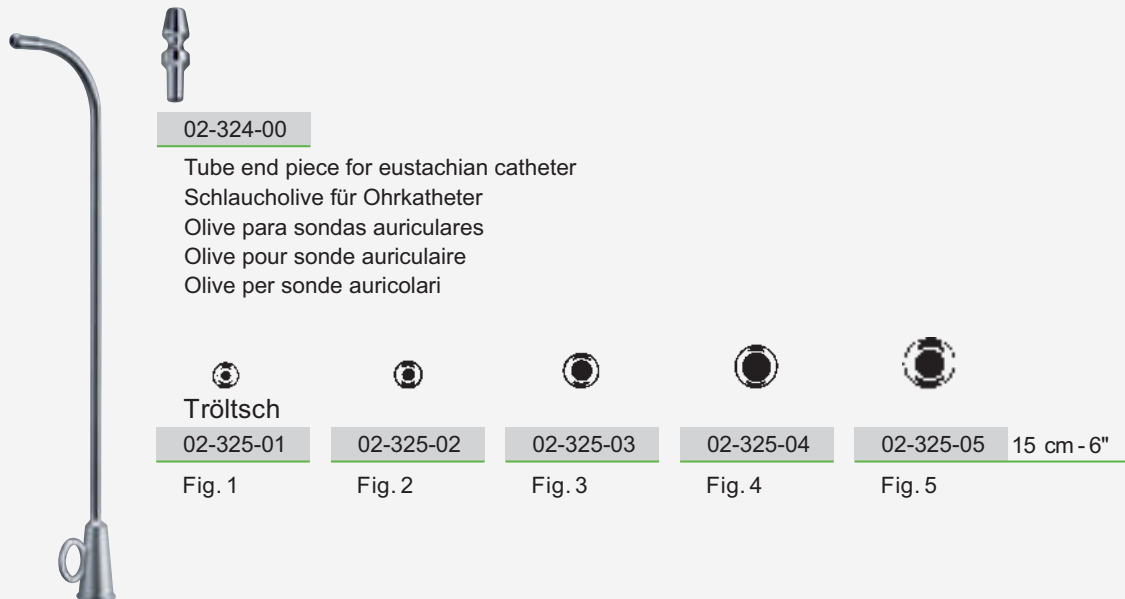 02-324-00
Tube end piece for eustachian catheter
Schlaucholive für Ohrkatheter
Olive para sondas auriculares
Olive pour sonde auriculaire
Olive per sonde auricolari
Tröltsch
02-325-01 02-325-02 02-325-03 02-325-04 02-325-05 15 cm - 6"
Fig. 1 Fig. 2 Fig. 3 Fig. 4 Fig. 5